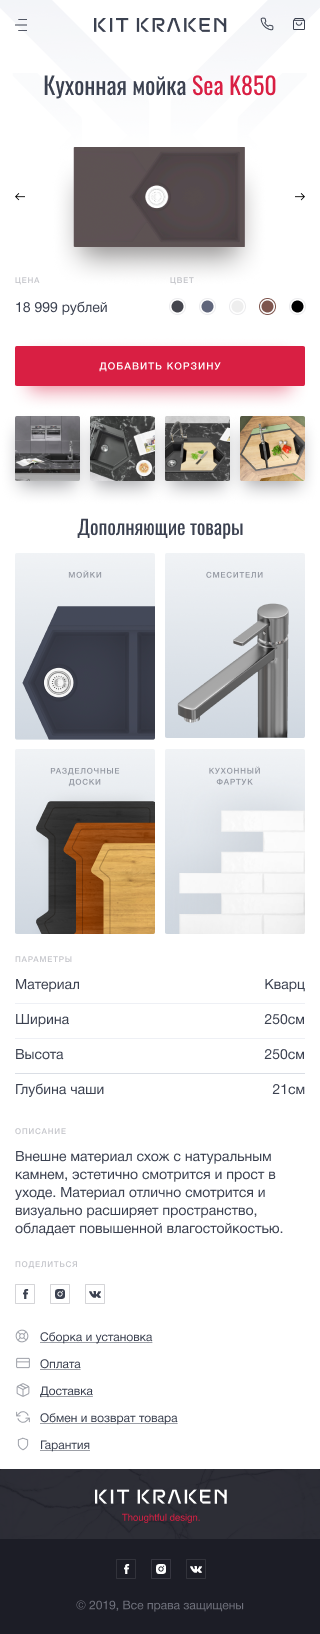 KIT KRAKEN
Кухонная мойка Sea K850
ЦЕНА
ЦВЕТ
18 999 рублей
ДОБАВИТЬ КОРЗИНУ
Дополняющие товары
МОЙКИ
СМЕСИТЕЛИ
РАЗДЕЛОЧНЫЕ
ДОСКИ
КУХОННЫЙ
ФАРТУК
ПАРАМЕТРЫ
Материал Кварц
Ширина 250см
Высота 250см
Глубина чаши 21см
ОПИСАНИЕ
Внешне материал схож с натуральным
камнем, эстетично смотрится и прост в
уходе. Материал отлично смотрится и
визуально расширяет пространство,
обладает повышенной влагостойкостью.
ПОДЕЛИТЬСЯ
Сборка и установка
Оплата
Доставка
Обмен и возврат товара
Гарантия
KIT KRAKEN
Thoughtful design.
© 2019, Все права защищены